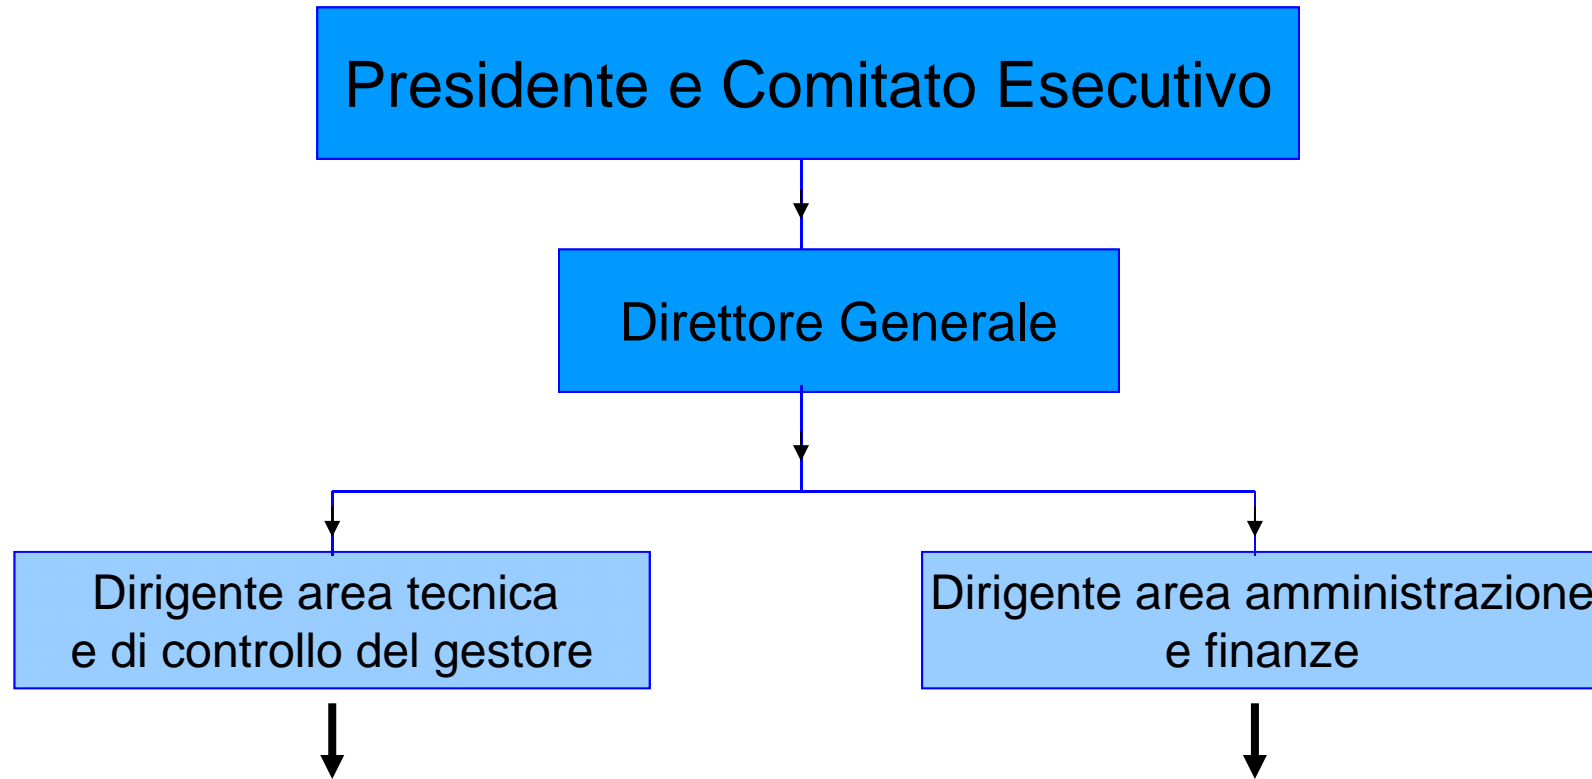 Presidente e Comitato Esecutivo
Direttore Generale
Dirigente area tecnica
e di controllo del gestore
Dirigente area amministrazione
e finanze